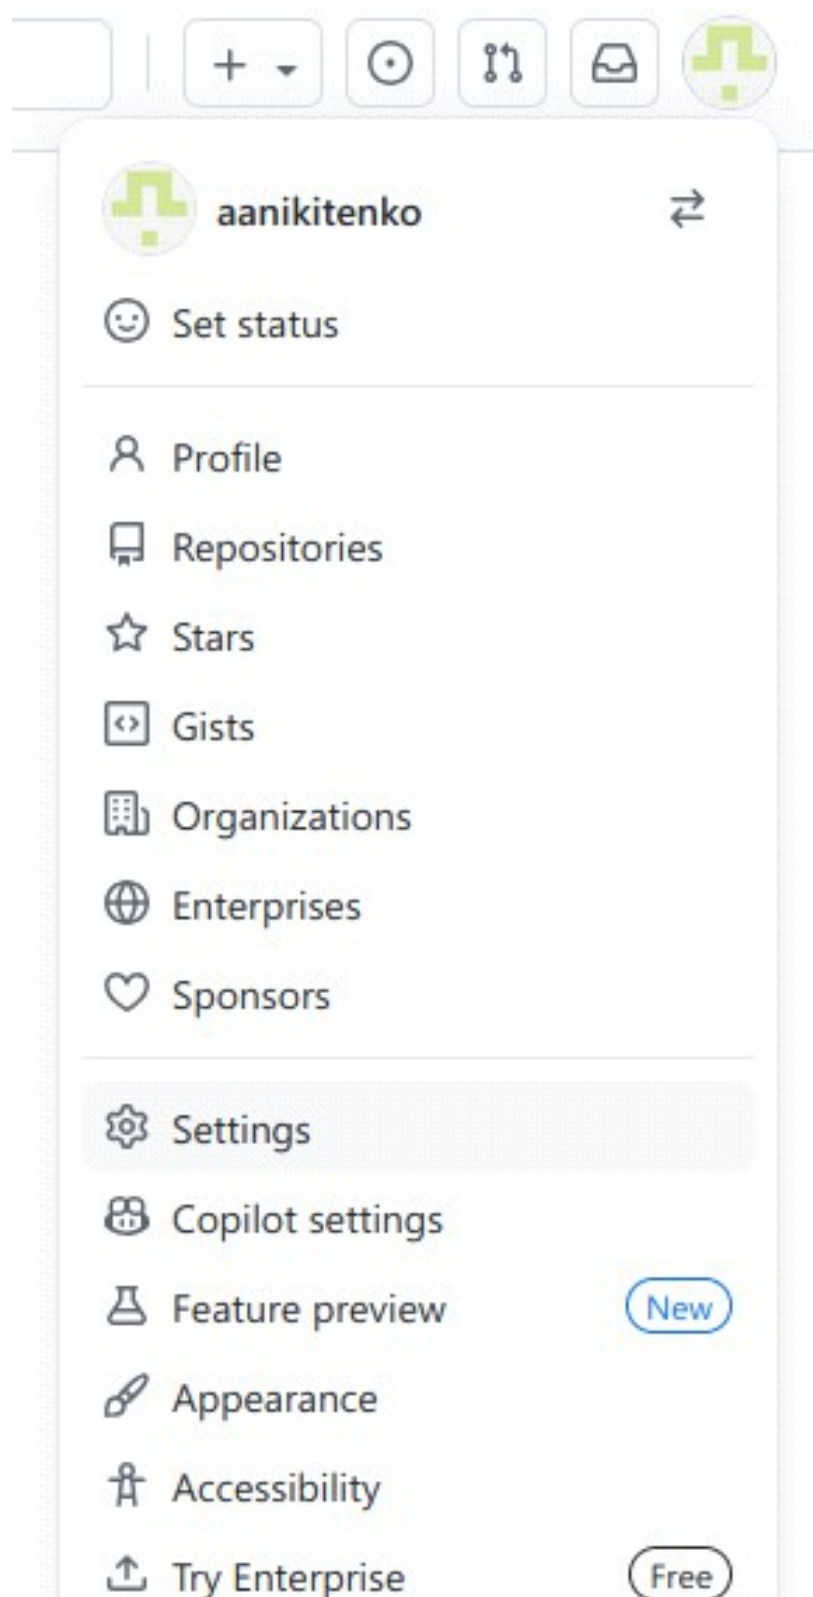 aanikitenko
Set status
Profile
Repositories
Stars
Gists
Organizations
Enterprises
Sponsors
Settings
Copilot settings
Feature preview New
Appearance
Accessibility
Try Enterprise Free